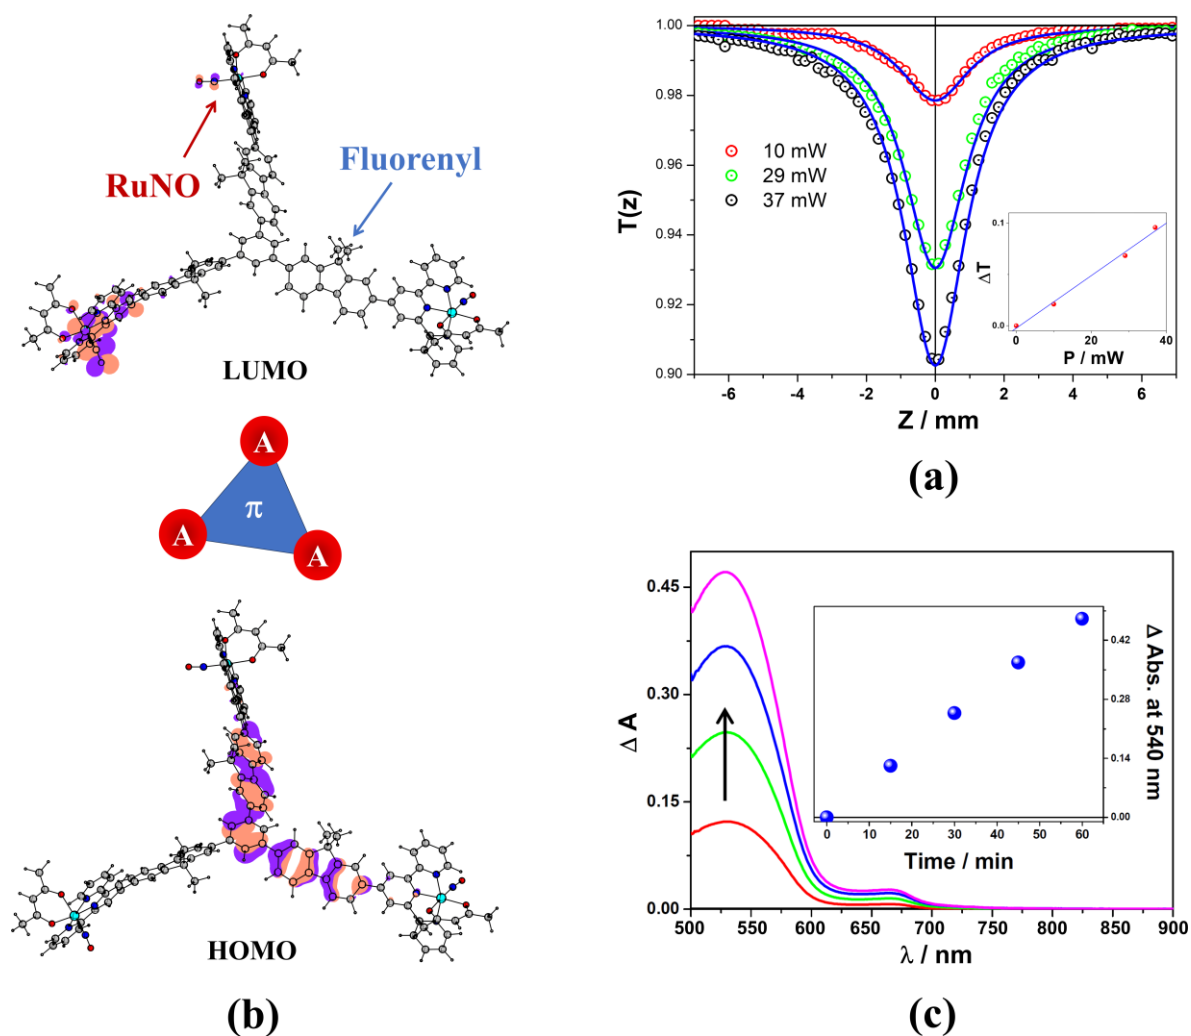 RuNO
Fluorenyl
LUMO
A
π
A
A
HOMO
(b)
1.00
0.98
0.96
0.94
0.92
0.90
T(z)
10 mW
29 mW
37 mW
0.1
0.0
ΔT
0 20 40
P / mW
-6 -4 -2 0 2 4 6
Z / mm
(a)
0.45
0.30
0.15
0.00
Δ A
0.42
0.28
0.14
0.00
Δ Abs. at 540 nm
0 10 20 30 40 50 60
Time / min
500 550 600 650 700 750 800 850 900
λ / nm
(c)